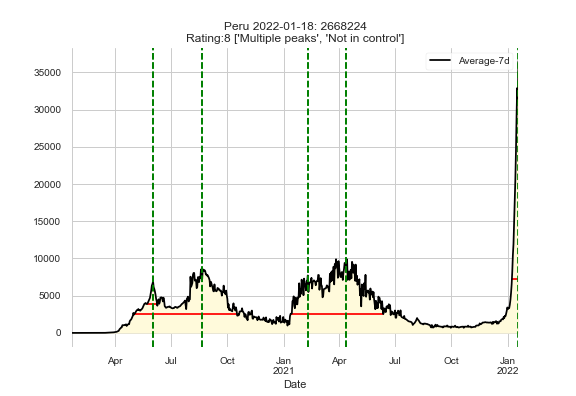 Peru 2022-01-18: 2668224
Rating:8 ['Multiple peaks', 'Not in control']
Average-7d
35000
30000
25000
20000
15000
10000
5000
0
Apr Jul Oct Jan Apr Jul Oct Jan
2021 2022
Date